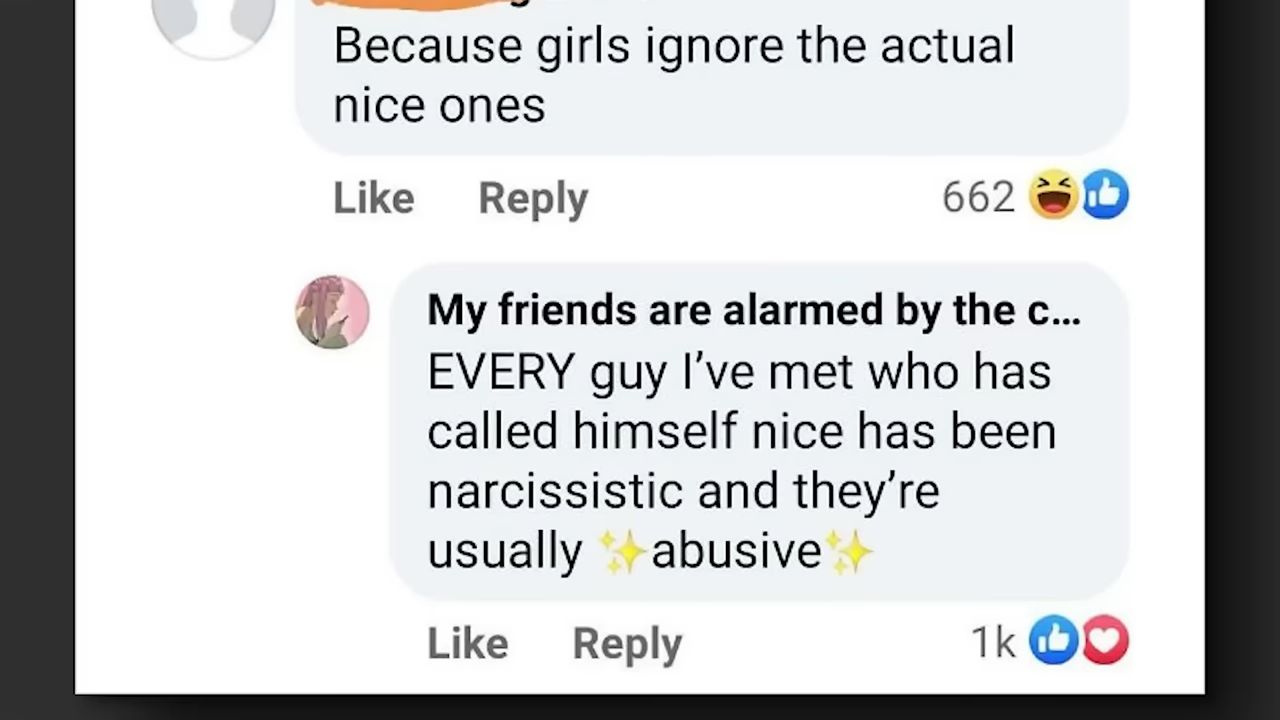 Because girls ignore the actual
nice ones
Like Reply 662
My friends are alarmed by the c...
EVERY guy I’ve met who has
called himself nice has been
narcissistic and they’re
usually ✨abusive✨
Like Reply 1k